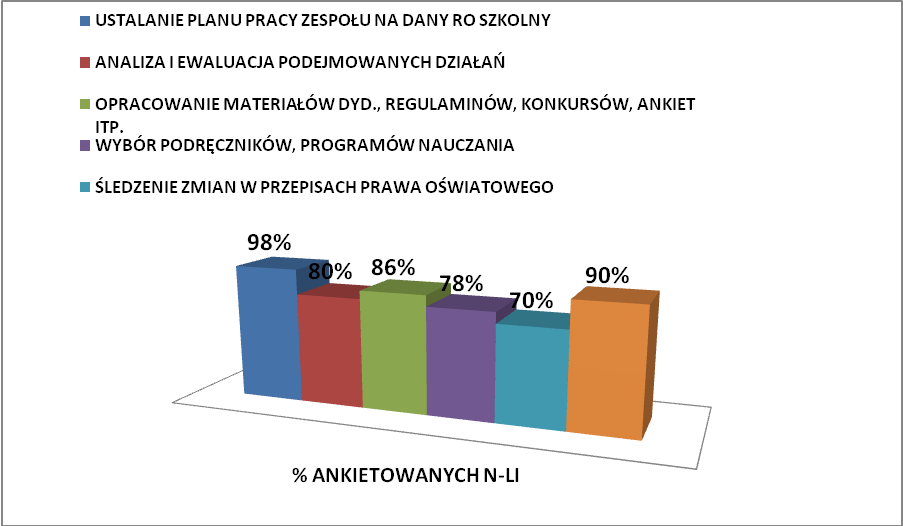 USTALANIE PLANU PRACY ZESPOŁU NA DANY RO SZKOLNY
ANALIZA I EWALUACJA PODEJMOWANYCH DZIAŁAŃ
OPRACOWANIE MATERIAŁÓW DYD., REGULAMINÓW, KONKURSÓW, ANKIET
ITP.
WYBÓR PODRĘCZNIKÓW, PROGRAMÓW NAUCZANIA
ŚLEDZENIE ZMIAN W PRZEPISACH PRAWA OŚWIATOWEGO
98%
80%
86%
78%
70%
90%
% ANKIETOWANYCH N-LI